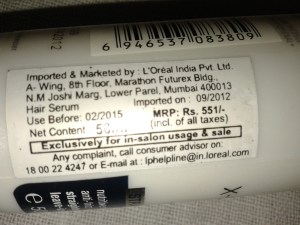 6 946537 083809
Imported & Marketed by : L'Oréal India Pvt. Ltd.
A- Wing, 8th Floor, Marathon Futurex Bldg.,
N.M Joshi Marg, Lower Parel, Mumbai 400013
Hair Serum Imported on : 09/2012
Use Before: 02/2015 MRP: Rs. 551/-
Net Content (incl. of all taxes)
Exclusively for in-salon usage & sale
Any complaint, call consumer advisor on:
18 00 22 4247 or E-mail at : lphelpline@in.loreal.com